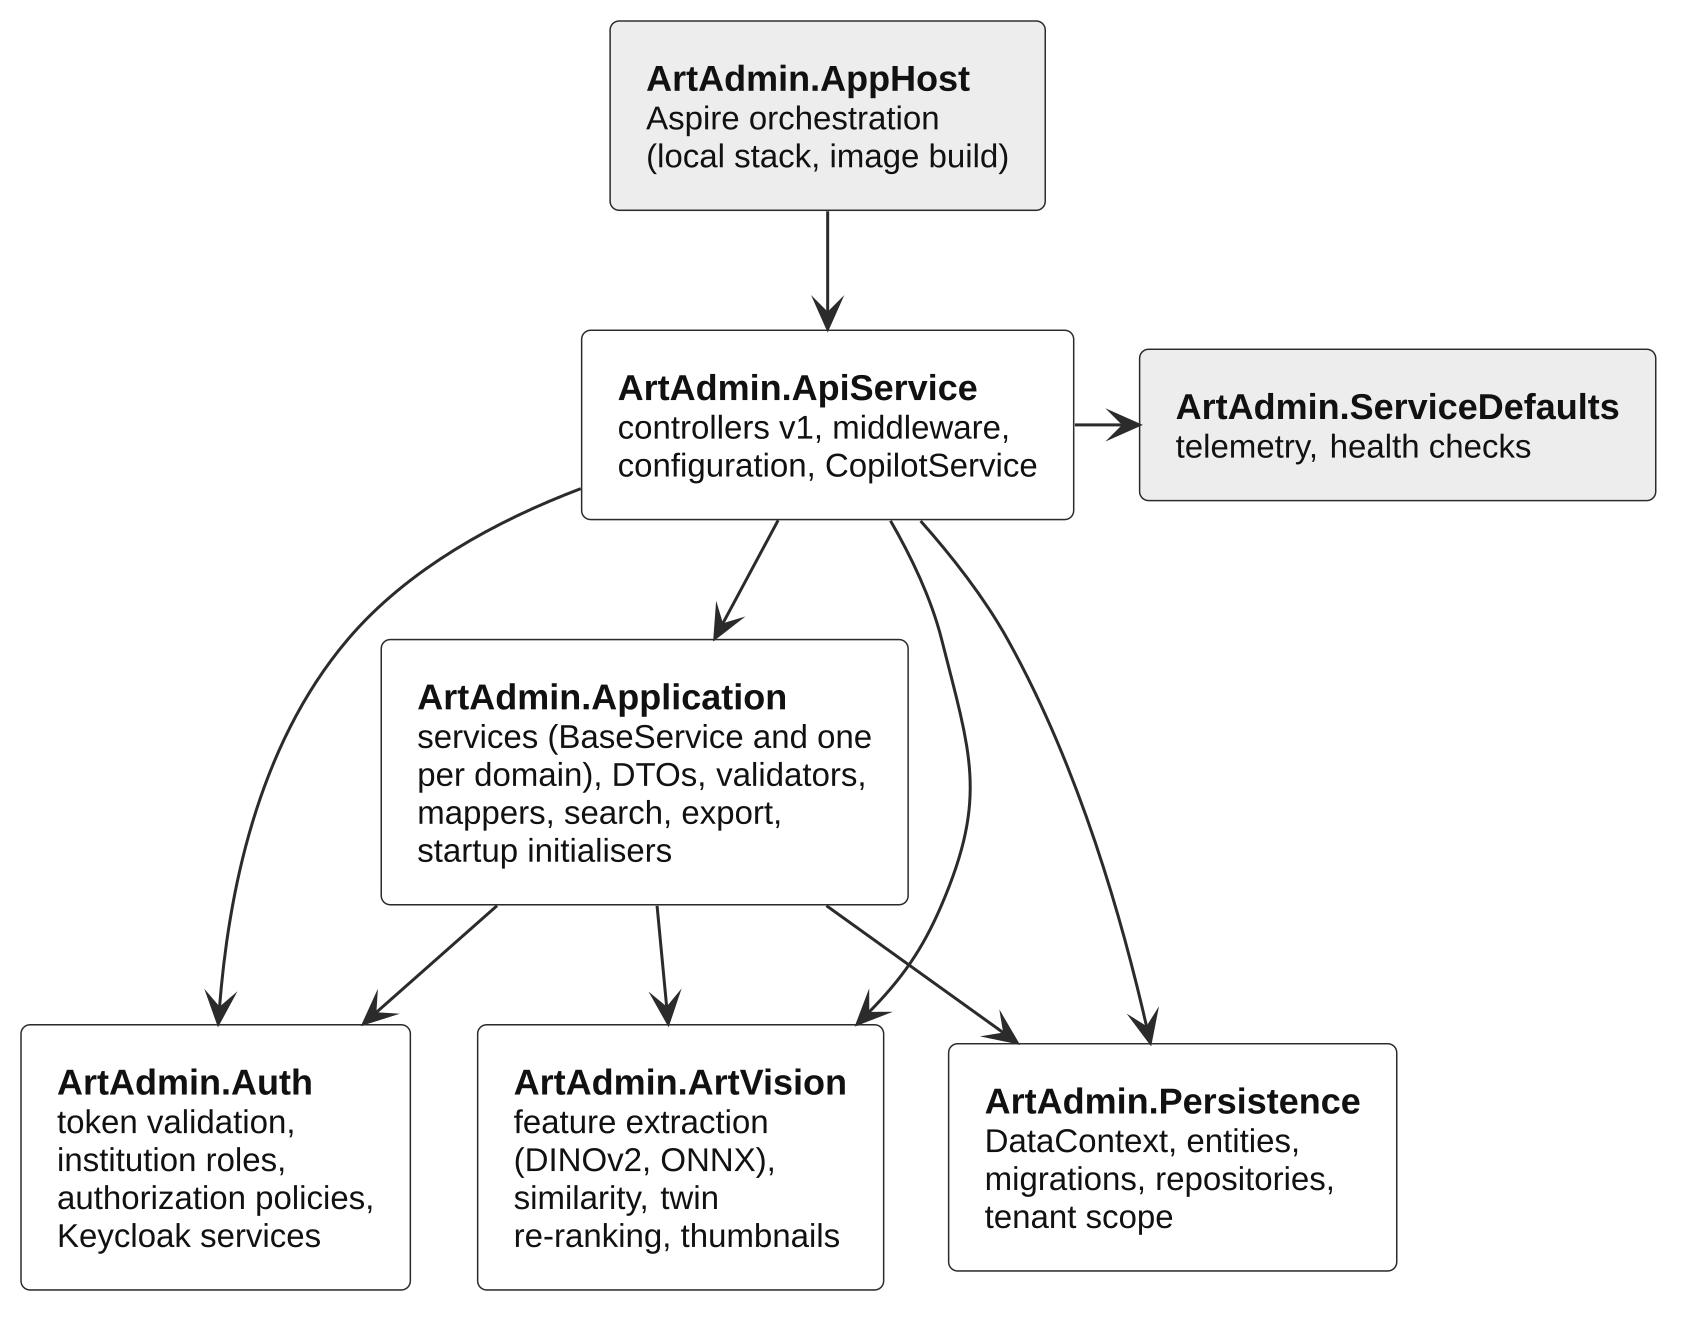 ArtAdmin.AppHost
Aspire orchestration
(local stack, image build)
ArtAdmin.ApiService
controllers v1, middleware,
configuration, CopilotService
ArtAdmin.ServiceDefaults
telemetry, health checks
ArtAdmin.Application
services (BaseService and one
per domain), DTOs, validators,
mappers, search, export,
startup initialisers
ArtAdmin.Auth
token validation,
institution roles,
authorization policies,
Keycloak services
ArtAdmin.ArtVision
feature extraction
(DINOv2, ONNX),
similarity, twin
re-ranking, thumbnails
ArtAdmin.Persistence
DataContext, entities,
migrations, repositories,
tenant scope